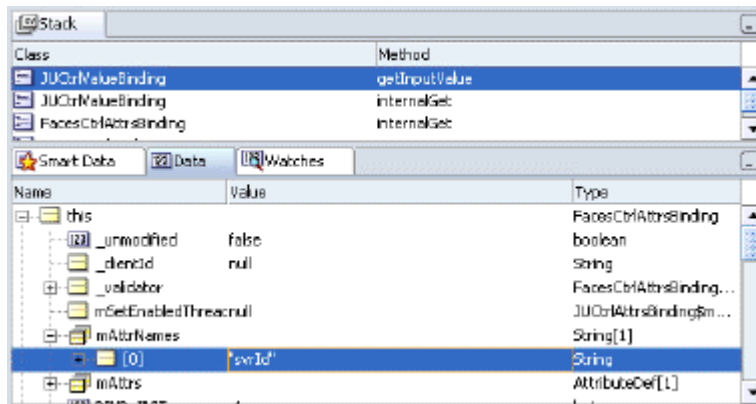 Stack
Class Method
JUCtrlValueBinding getInputValue
JUCtrlValueBinding internalGet
FacesCtrlAttrsBinding internalGet
Smart Data Data Watches
Name Value Type
this FacesCtrlAttrsBinding
_unmodified false boolean
_clientId null String
_validator FacesCtrlAttrsBinding...
mSetEnabledThreadnull JUCtrlAttrsBinding$m...
mAttrNames String[1]
[0] "svrId" String
mAttrs AttributeDef[1]